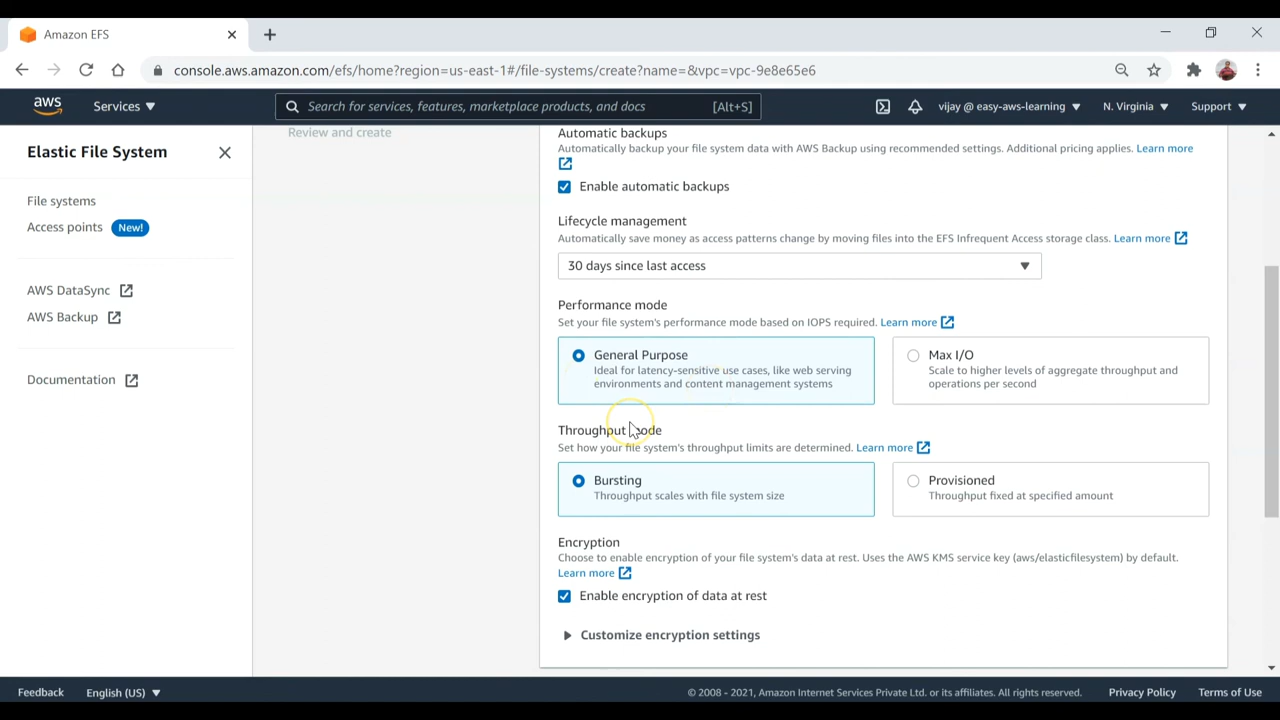 Amazon EFS
console.aws.amazon.com/efs/home?region=us-east-1#/file-systems/create?name=&vpc=vpc-9e8e65e6
aws
Services
Search for services, features, marketplace products, and docs [Alt+S]
vijay @ easy-aws-learning
N. Virginia
Support
Elastic File System
File systems
Access points New!
AWS DataSync
AWS Backup
Documentation
Review and create
Automatic backups
Automatically backup your file system data with AWS Backup using recommended settings. Additional pricing applies. Learn more
Enable automatic backups
Lifecycle management
Automatically save money as access patterns change by moving files into the EFS Infrequent Access storage class. Learn more
30 days since last access
Performance mode
Set your file system's performance mode based on IOPS required. Learn more
General Purpose
Ideal for latency-sensitive use cases, like web serving
environments and content management systems
Max I/O
Scale to higher levels of aggregate throughput and
operations per second
Throughput mode
Set how your file system's throughput limits are determined. Learn more
Bursting
Throughput scales with file system size
Provisioned
Throughput fixed at specified amount
Encryption
Choose to enable encryption of your file system's data at rest. Uses the AWS KMS service key (aws/elasticfilesystem) by default.
Learn more
Enable encryption of data at rest
Customize encryption settings
Feedback
English (US)
© 2008 - 2021, Amazon Internet Services Private Ltd. or its affiliates. All rights reserved.
Privacy Policy
Terms of Use